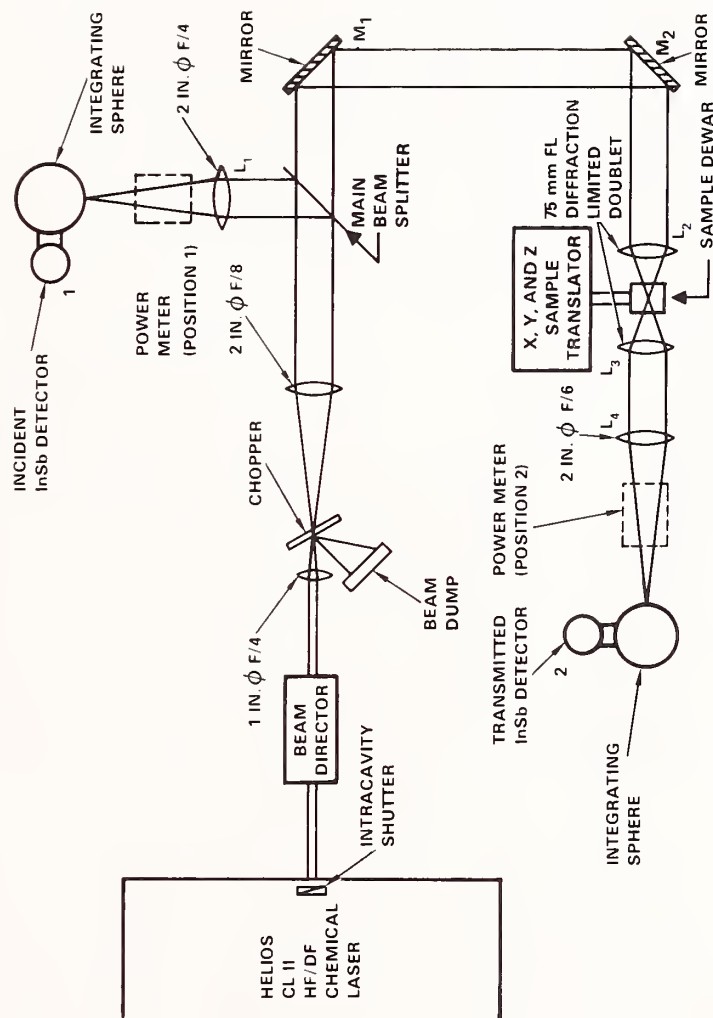 HELIOS
CL II
HF/DF
CHEMICAL
LASER
INTRACAVITY
SHUTTER
BEAM
DIRECTOR
1 IN. ϕ F/4
BEAM
DUMP
CHOPPER
2 IN. ϕ F/8
INCIDENT
InSb DETECTOR
1
INTEGRATING
SPHERE
POWER
METER
(POSITION 1)
2 IN. ϕ F/4
L1
MAIN
BEAM
SPLITTER
MIRROR
M1
M2
MIRROR
75 mm FL
DIFFRACTION
LIMITED
DOUBLET
L2
X, Y, AND Z
SAMPLE
TRANSLATOR
SAMPLE DEWAR
L3
L4
2 IN. ϕ F/6
POWER METER
(POSITION 2)
TRANSMITTED
InSb DETECTOR
2
INTEGRATING
SPHERE